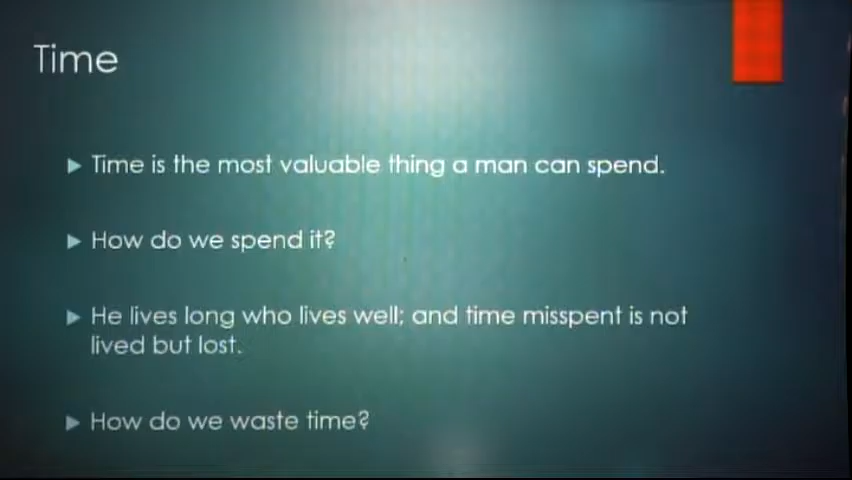 Time
Time is the most valuable thing a man can spend.
How do we spend it?
He lives long who lives well; and time misspent is not
lived but lost.
How do we waste time?